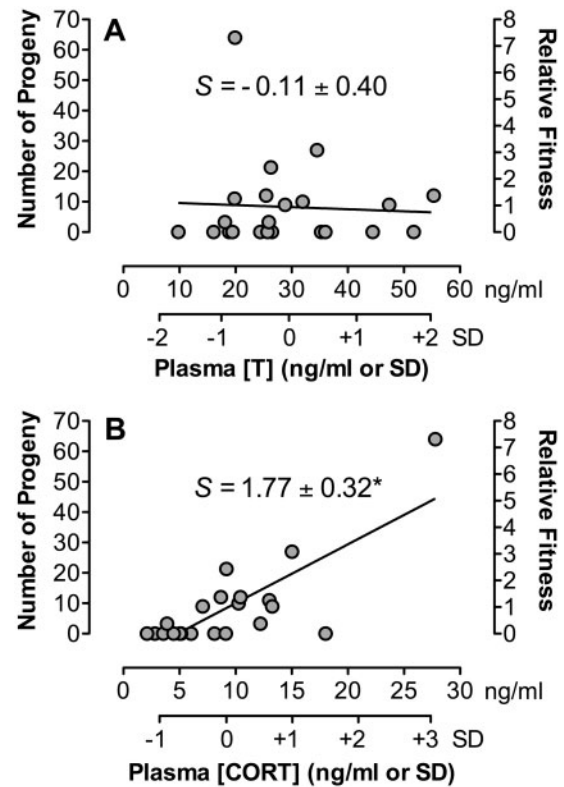 A
S = - 0.11 ± 0.40
Number of Progeny
70
60
50
40
30
20
10
0
Relative Fitness
8
7
6
5
4
3
2
1
0
0 10 20 30 40 50 60 ng/ml
-2 -1 0 +1 +2 SD
Plasma [T] (ng/ml or SD)
B
S = 1.77 ± 0.32*
Number of Progeny
70
60
50
40
30
20
10
0
Relative Fitness
8
7
6
5
4
3
2
1
0
0 5 10 15 20 25 30 ng/ml
-1 0 +1 +2 +3 SD
Plasma [CORT] (ng/ml or SD)